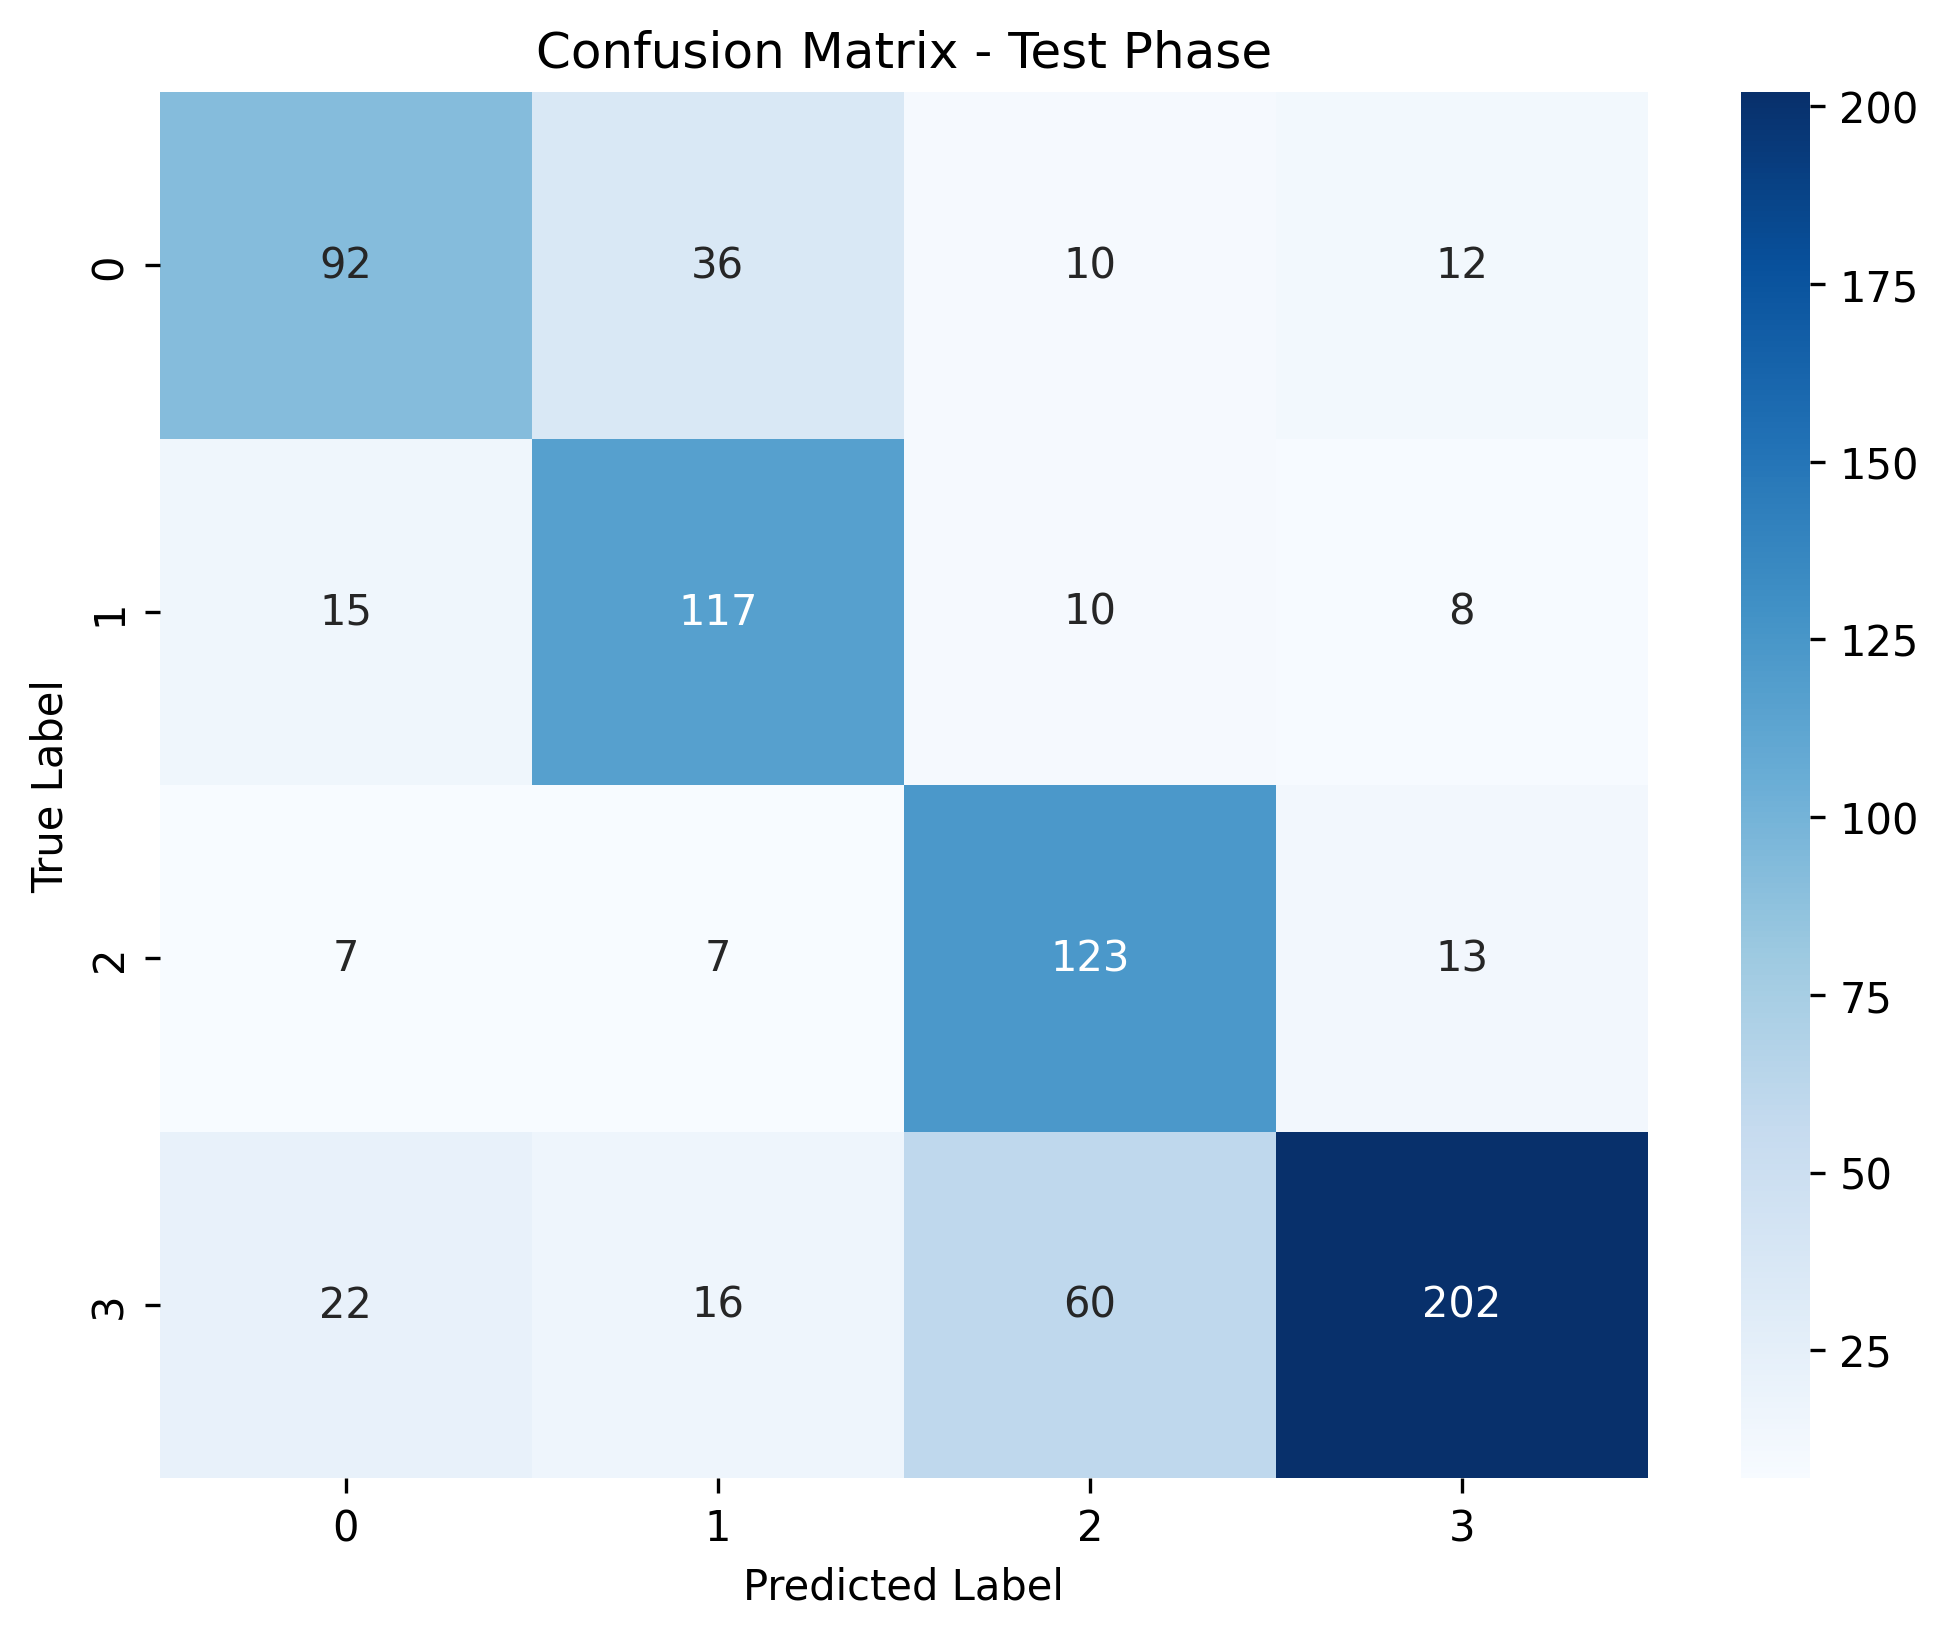 Confusion Matrix - Test Phase
True Label
0
92 36 10 12
1
15 117 10 8
2
7 7 123 13
3
22 16 60 202
0 1 2 3
Predicted Label
200
175
150
125
100
75
50
25